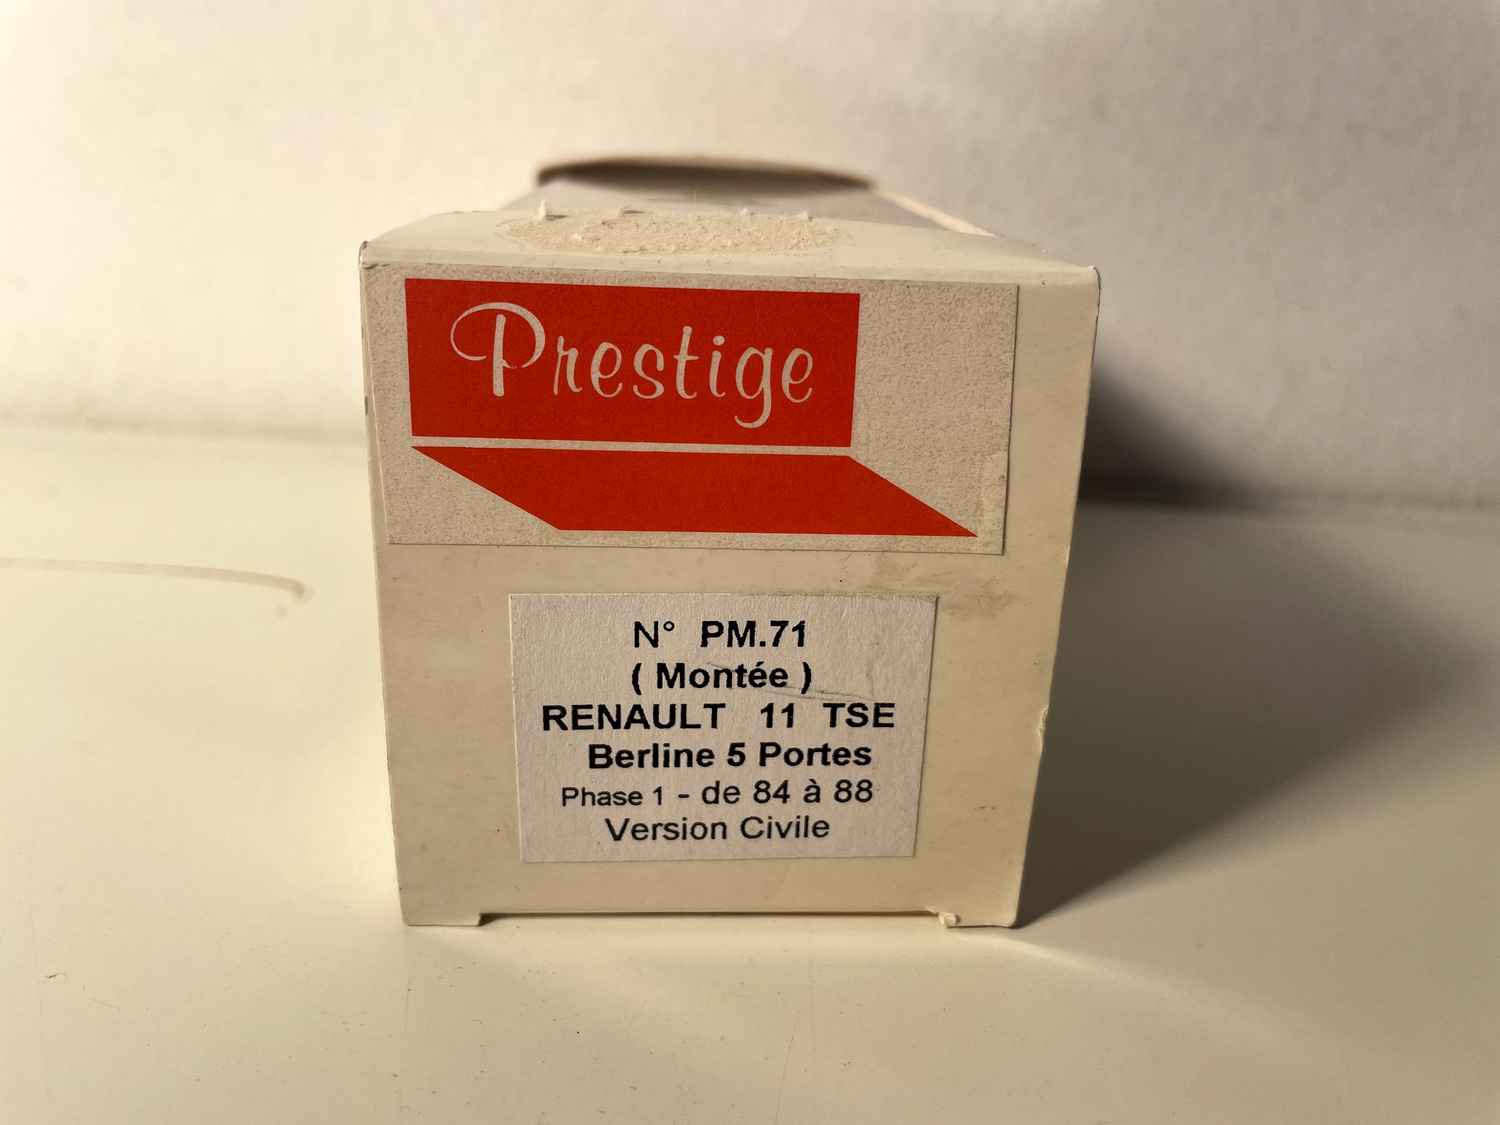 Prestige
N° PM.71
( Montée )
RENAULT 11 TSE
Berline 5 Portes
Phase 1 - de 84 à 88
Version Civile